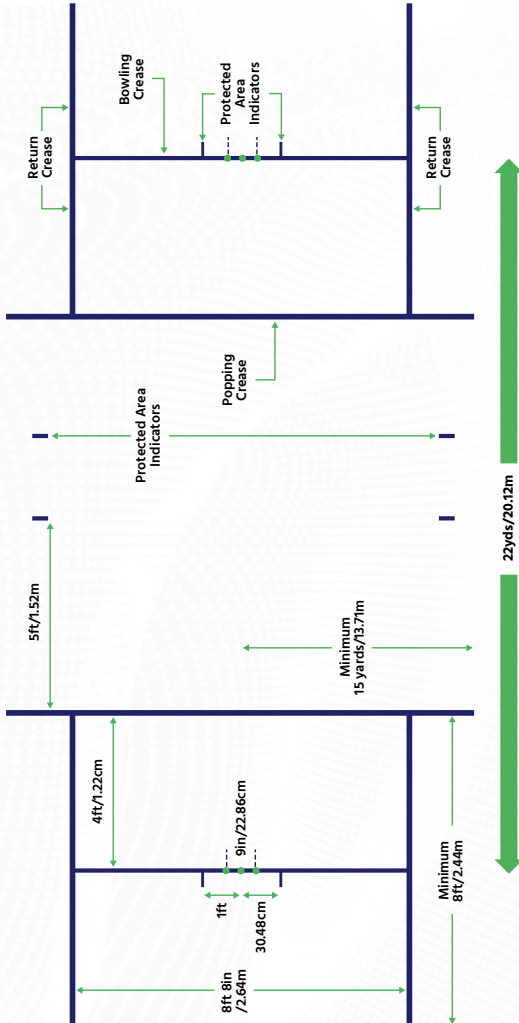 Bowling
Crease
Protected
Area
Indicators
Return
Crease
Return
Crease
Popping
Crease
Protected Area
Indicators
22yds/20.12m
5ft/1.52m
Minimum
15 yards/13.71m
4ft/1.22cm
9in/22.86cm
1ft
30.48cm
Minimum
8ft/2.44m
8ft 8in
/2.64m